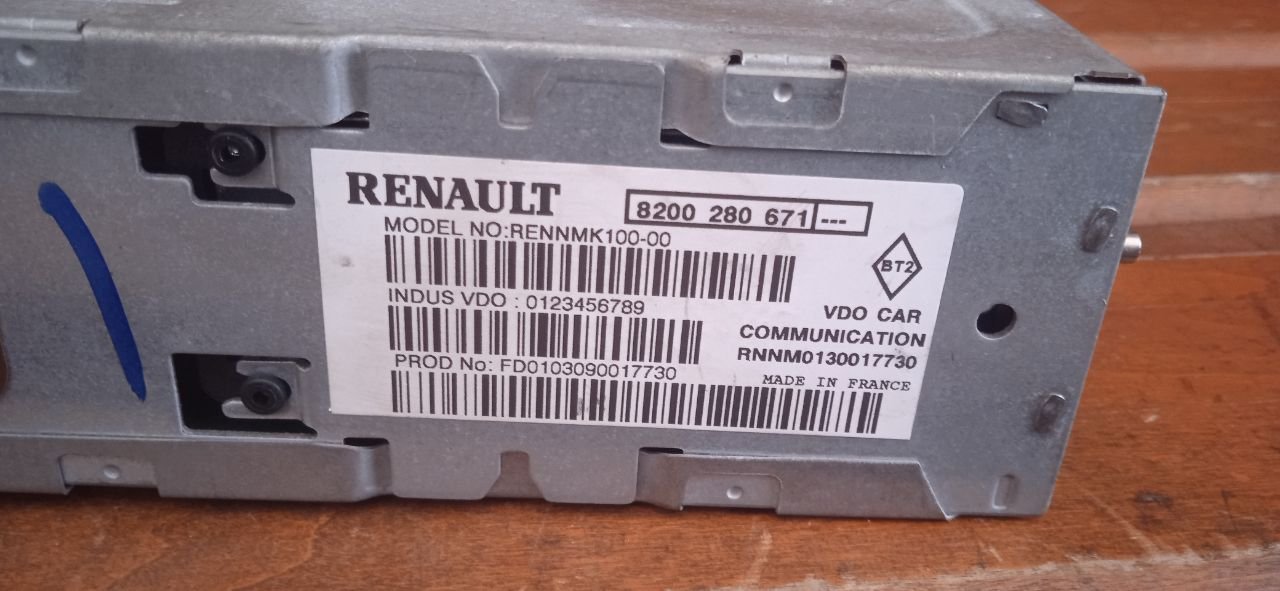 RENAULT
8200 280 671 ---
MODEL NO:RENNMK100-00
BT2
INDUS VDO : 0123456789
VDO CAR
COMMUNICATION
RNNM0130017730
PROD No: FD0103090017730
MADE IN FRANCE